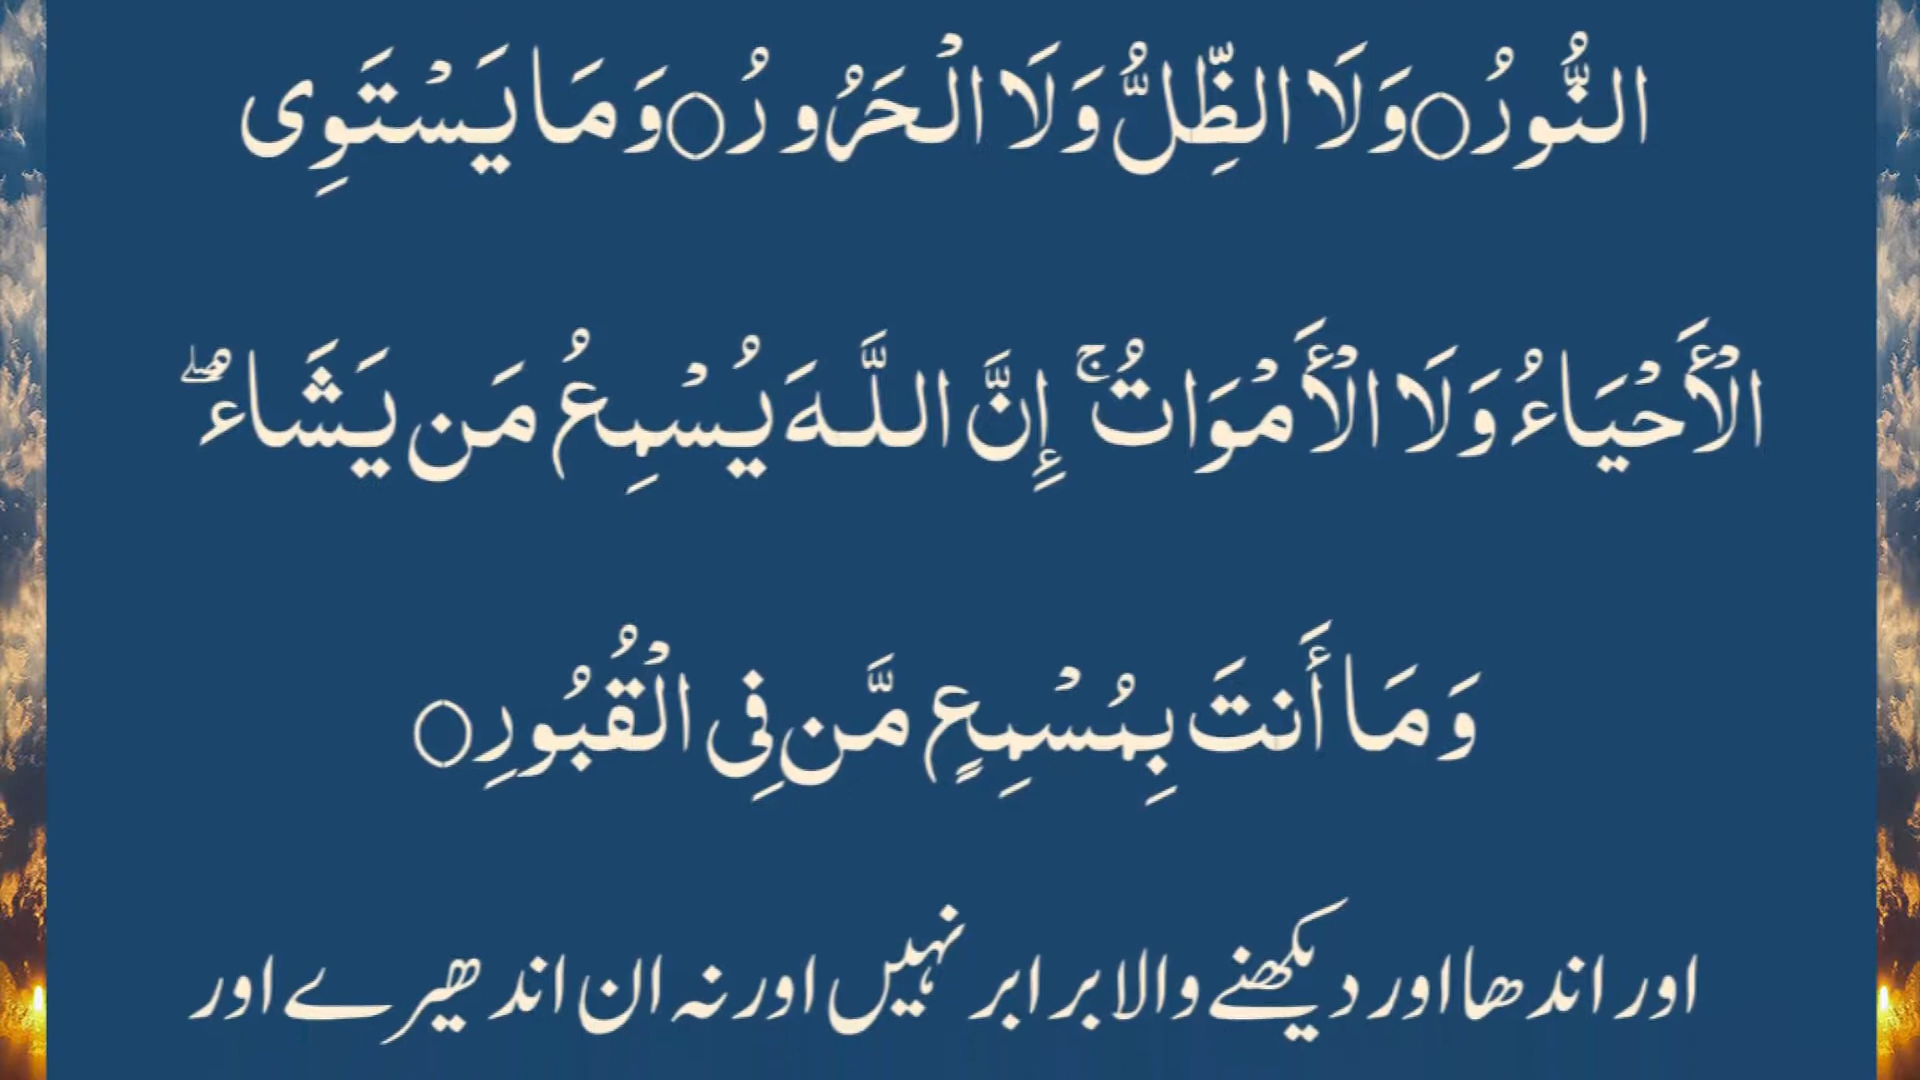 النُّورُ○وَلَا الظِّلُّ وَلَا الْحَرُورُ○وَمَا يَسْتَوِی
الْأَحْيَاءُ وَلَا الْأَمْوَاتُ ۚ إِنَّ اللَّهَ يُسْمِعُ مَن يَشَاءُ ۖ
وَمَا أَنتَ بِمُسْمِعٍ مَّن فِی الْقُبُورِ○
اور اندھا اور دیکھنے والا برابر نہیں اور نہ ان اندھیرے اور